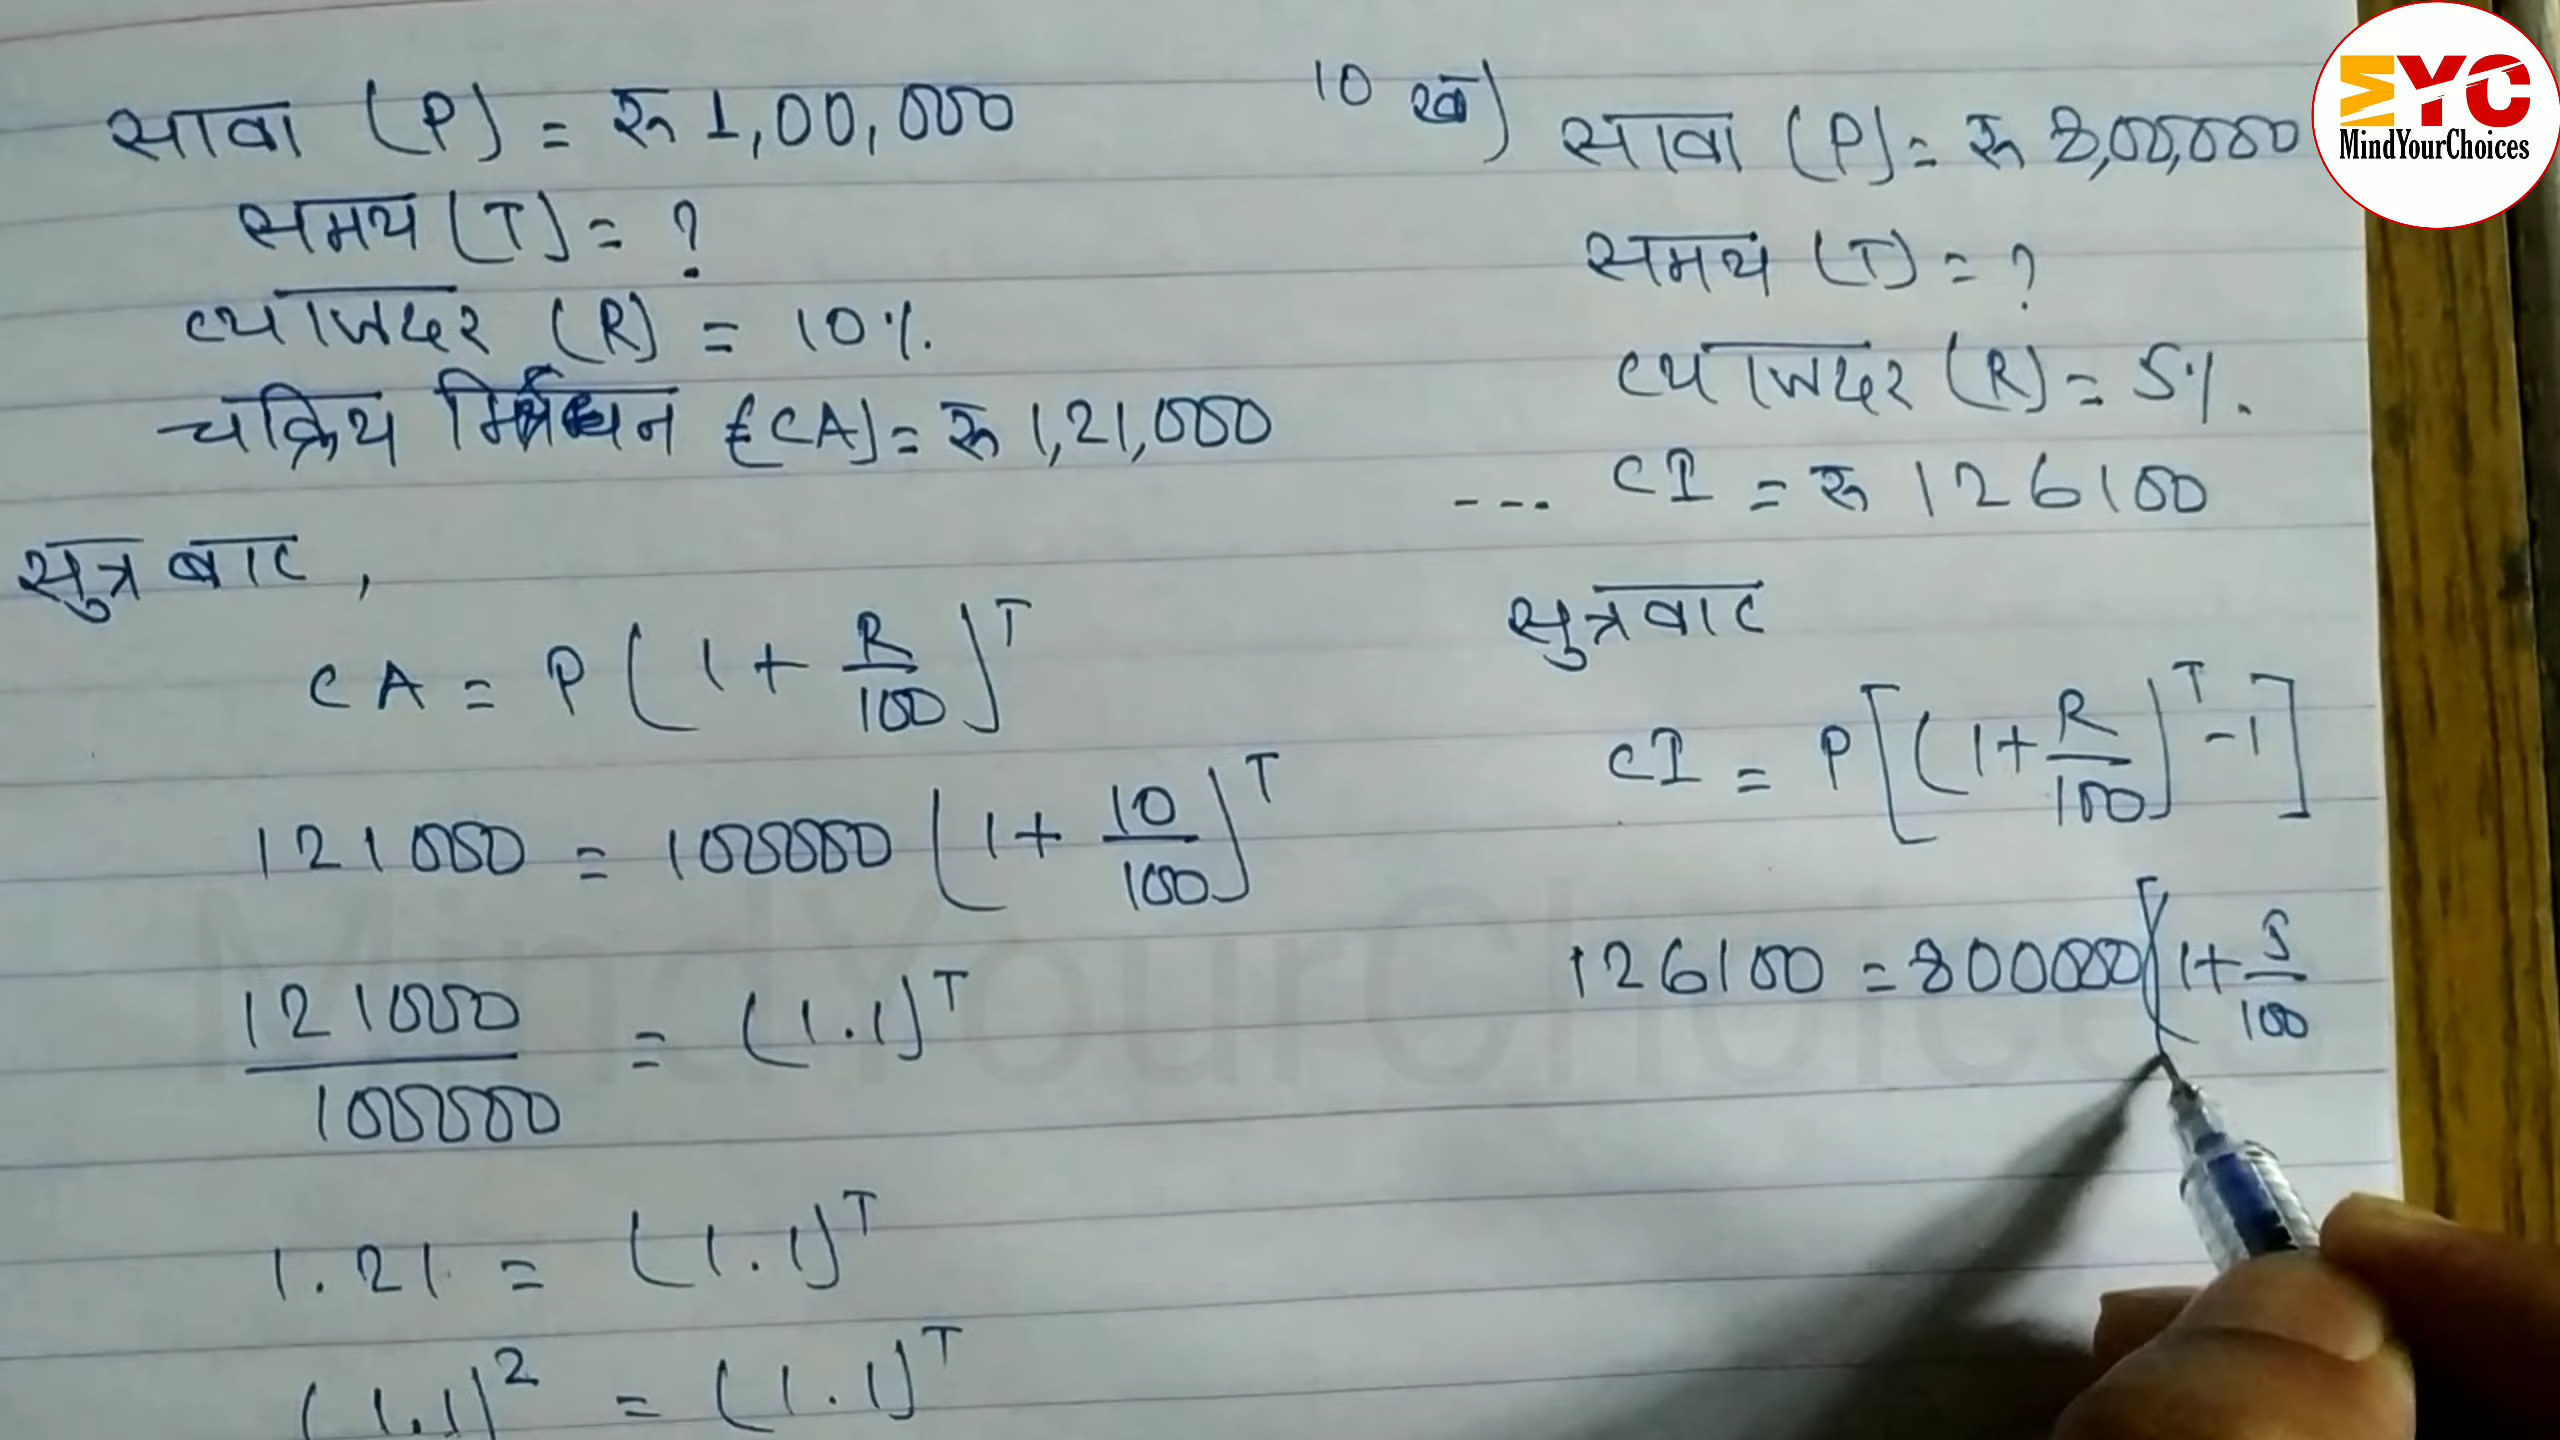 सावा (P) = रू 1,00,000
समय (T) = ?
व्याजदर (R) = 10%.
चक्रिय मिश्रधन (CA) = रू 1,21,000
सुत्र बाट,
CA = P(1 + R/100)^T
121000 = 100000 (1 + 10/100)^T
121000/100000 = (1.1)^T
1.21 = (1.1)^T
(1.1)^2 = (1.1)^T
10 ख)
सावा (P) = रू 8,00,000
समय (T) = ?
व्याजदर (R) = 5%.
--- CI = रू 126100
सुत्रबाट
CI = P[(1 + R/100)^T - 1]
126100 = 800000[(1 + 5/100
MYC
MindYourChoices
MindYourChoices